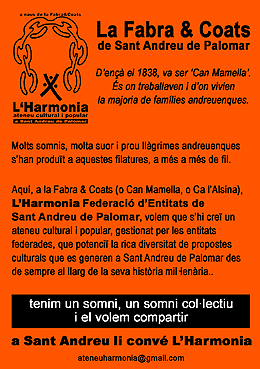 a naus de la Fabra&Coats
La Fabra & Coats
de Sant Andreu de Palomar
D'ençà el 1838, va ser 'Can Mamella'.
És on treballaven i d'on vivien
la majoria de famílies andreuenques.
L'Harmonia
ateneu cultural i popular
a Sant Andreu de Palomar
Molts somnis, molta suor i prou llàgrimes andreuenques
s'han produït a aquestes filatures, a més a més de fil.
Aquí, a la Fabra & Coats (o Can Mamella, o Ca l'Alsina),
L'Harmonia Federació d'Entitats de
Sant Andreu de Palomar, volem que s'hi creï un
ateneu cultural i popular, gestionat per les entitats
federades, que potenciï la rica diversitat de propostes
culturals que es generen a Sant Andreu de Palomar des
de sempre al llarg de la seva història mil·lenària..
tenim un somni, un somni col·lectiu
i el volem compartir
a Sant Andreu li convé L'Harmonia
ateneuharmonia@gmail.com